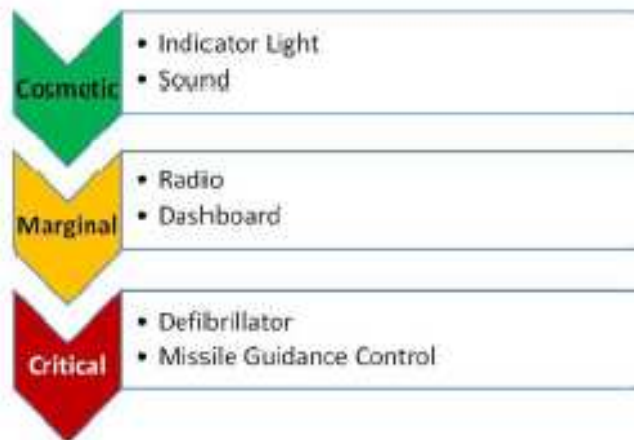 Cosmetic
• Indicator Light
• Sound
Marginal
• Radio
• Dashboard
Critical
• Defibrillator
• Missile Guidance Control